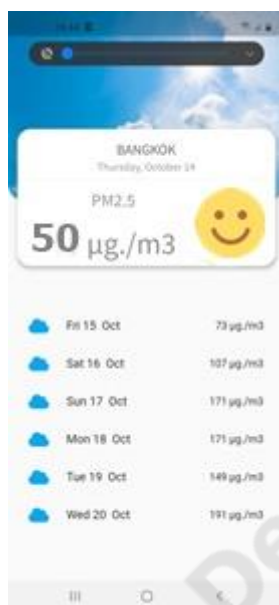 BANGKOK
Thursday, October 14
PM2.5
50 µg./m3
Fri 15 Oct 73 µg./m3
Sat 16 Oct 107 µg./m3
Sun 17 Oct 171 µg./m3
Mon 18 Oct 171 µg./m3
Tue 19 Oct 149 µg./m3
Wed 20 Oct 191 µg./m3
De